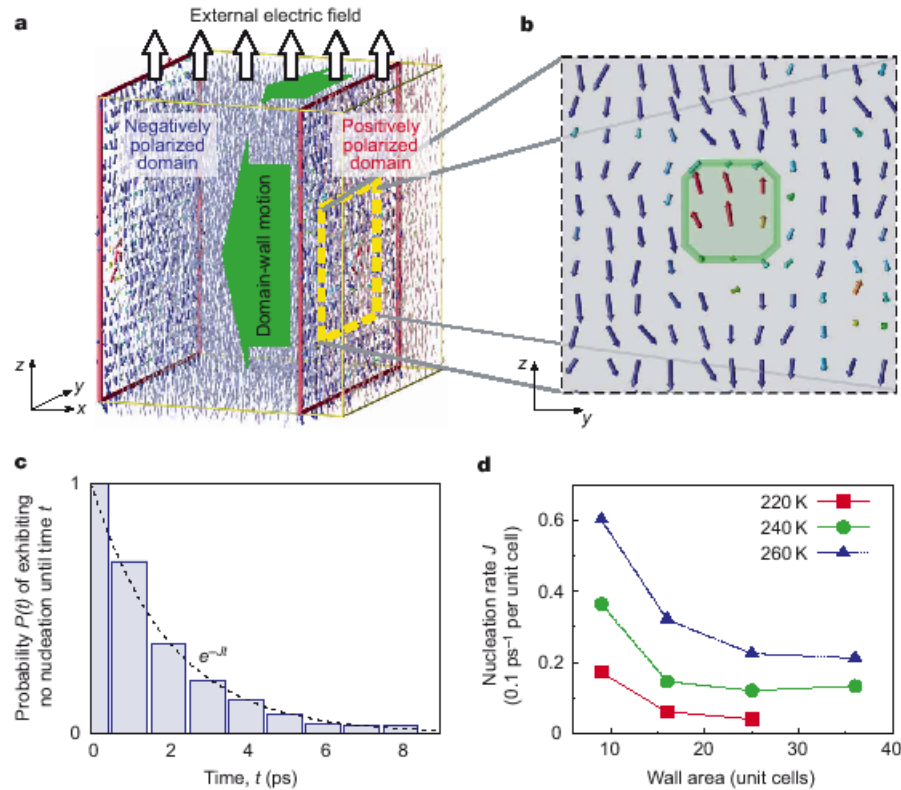 a
External electric field
Negatively
polarized
domain
Positively
polarized
domain
Domain-wall motion
z
y
x
b
z
y
c
Probability P(t) of exhibiting
no nucleation until time t
1
0
e⁻ᴶᵗ
0 2 4 6 8
Time, t (ps)
d
Nucleation rate J
(0.1 ps⁻¹ per unit cell)
0.6
0.4
0.2
0
220 K
240 K
260 K
10 20 30 40
Wall area (unit cells)